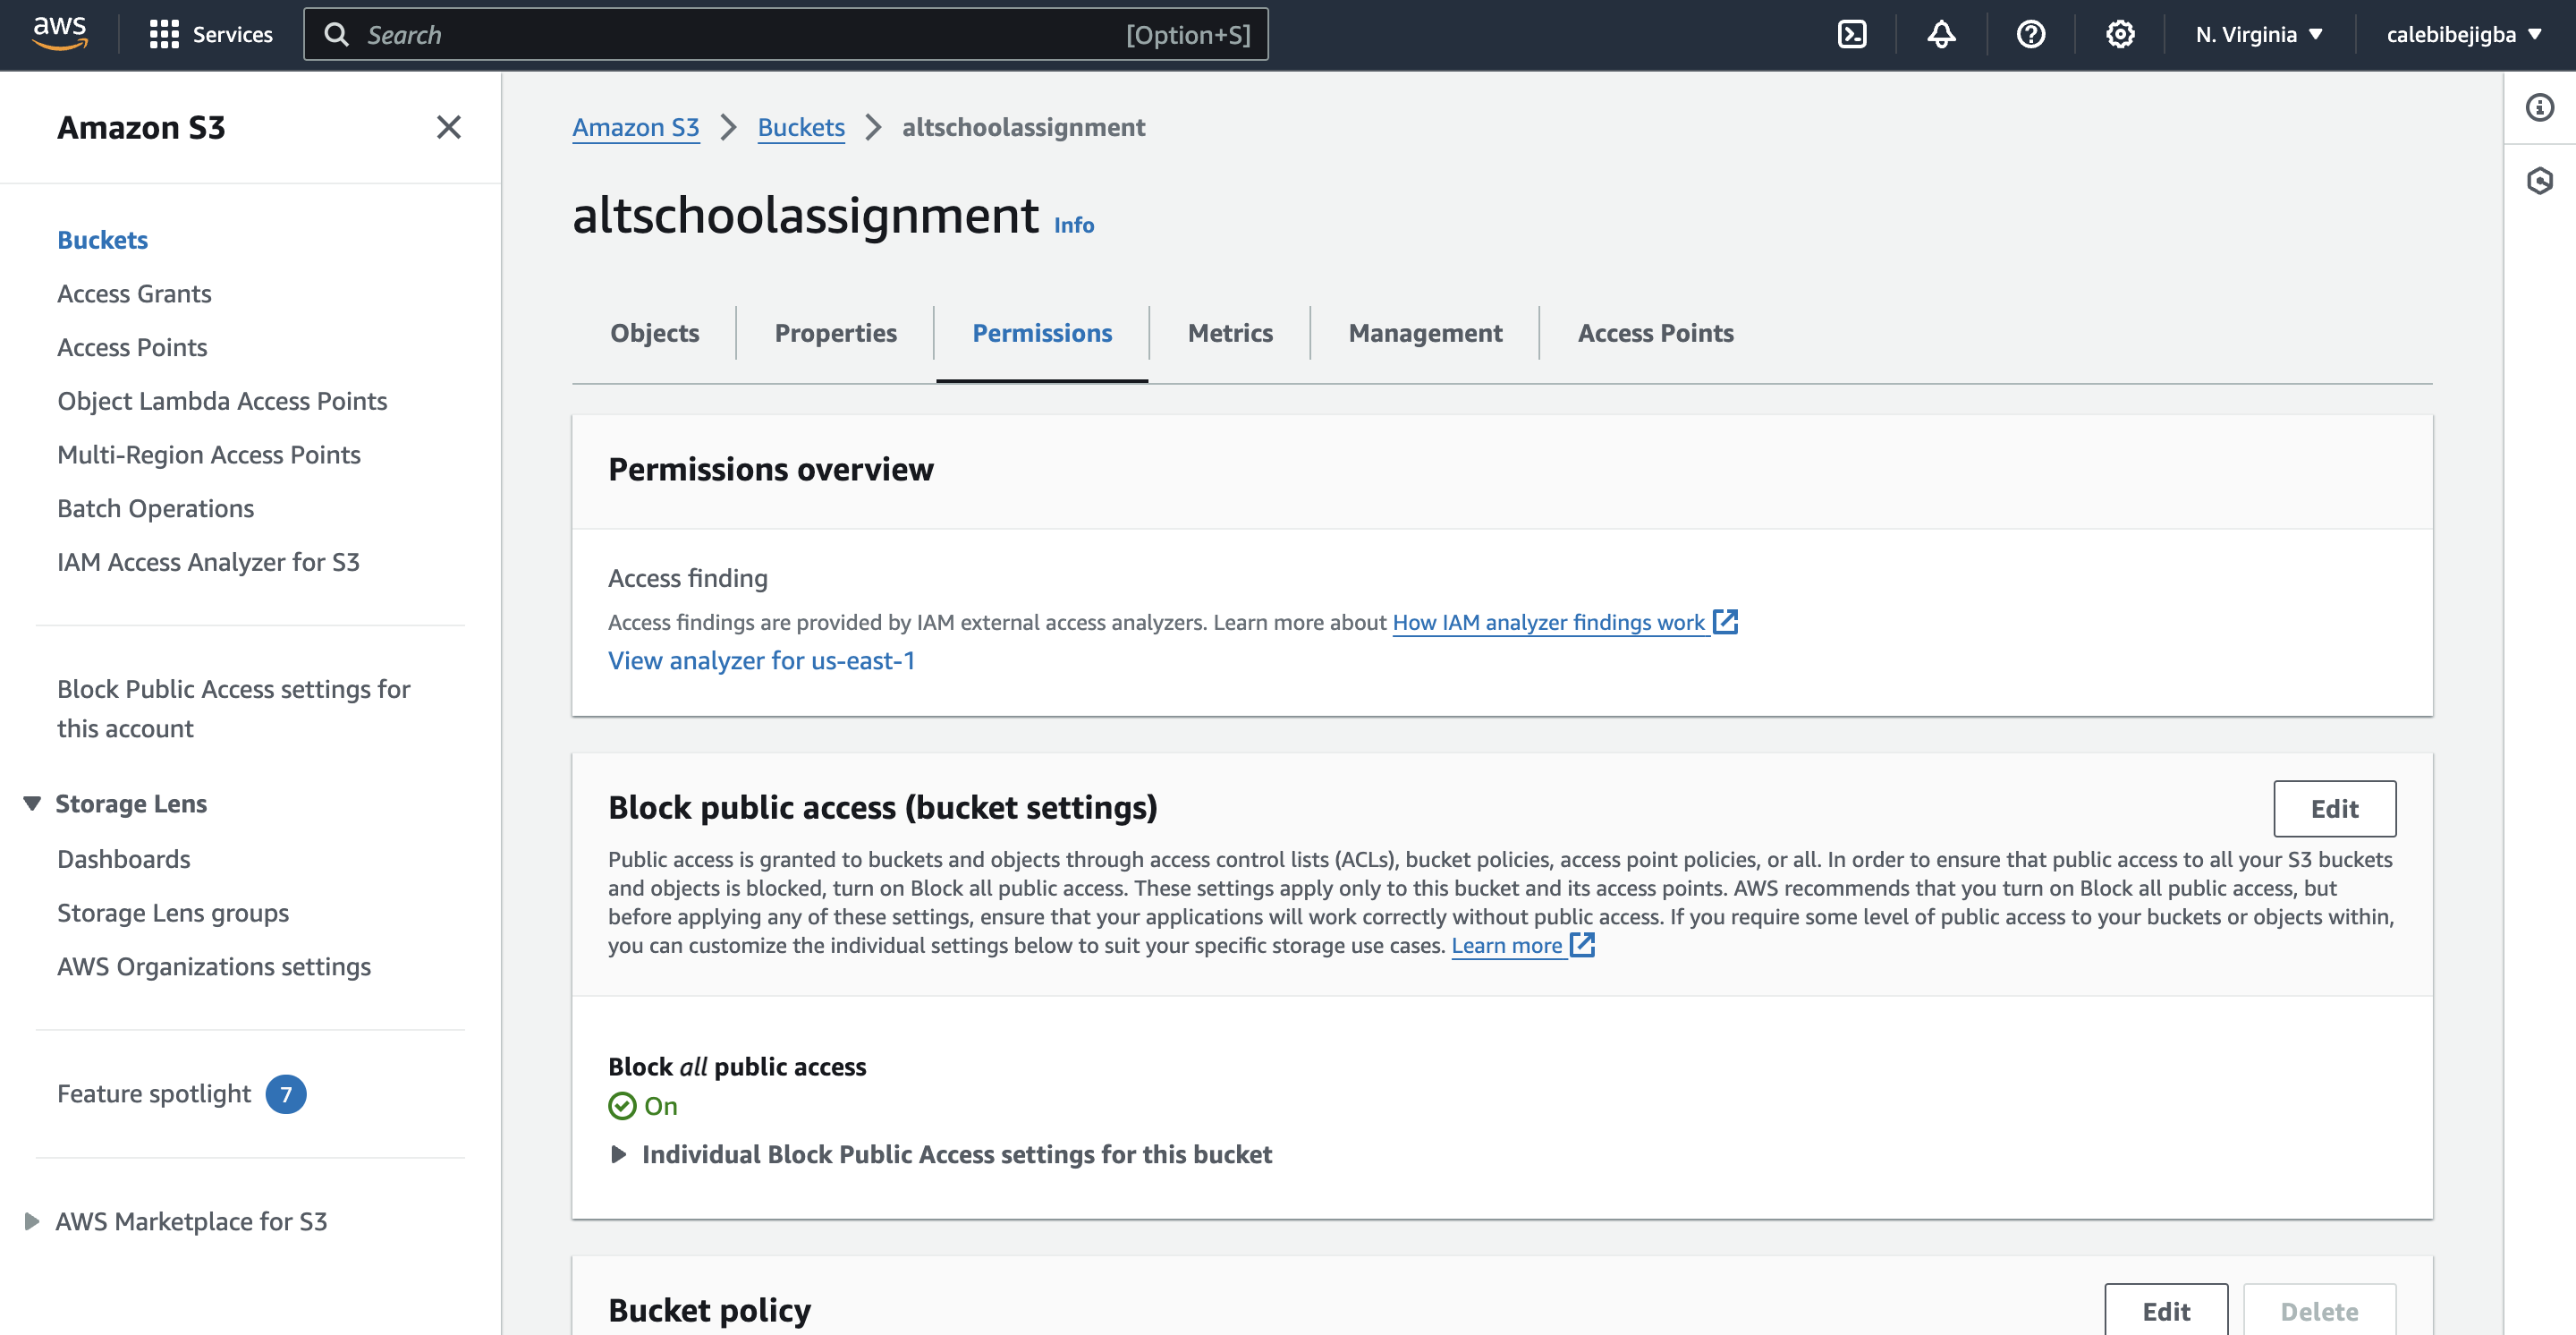 aws
Services
Search
[Option+S]
N. Virginia
calebibejigba
Amazon S3
Buckets
Access Grants
Access Points
Object Lambda Access Points
Multi-Region Access Points
Batch Operations
IAM Access Analyzer for S3
Block Public Access settings for
this account
Storage Lens
Dashboards
Storage Lens groups
AWS Organizations settings
Feature spotlight 7
AWS Marketplace for S3
Amazon S3 > Buckets > altschoolassignment
altschoolassignment Info
Objects
Properties
Permissions
Metrics
Management
Access Points
Permissions overview
Access finding
Access findings are provided by IAM external access analyzers. Learn more about How IAM analyzer findings work
View analyzer for us-east-1
Block public access (bucket settings)
Edit
Public access is granted to buckets and objects through access control lists (ACLs), bucket policies, access point policies, or all. In order to ensure that public access to all your S3 buckets
and objects is blocked, turn on Block all public access. These settings apply only to this bucket and its access points. AWS recommends that you turn on Block all public access, but
before applying any of these settings, ensure that your applications will work correctly without public access. If you require some level of public access to your buckets or objects within,
you can customize the individual settings below to suit your specific storage use cases. Learn more
Block all public access
On
Individual Block Public Access settings for this bucket
Bucket policy
Edit
Delete